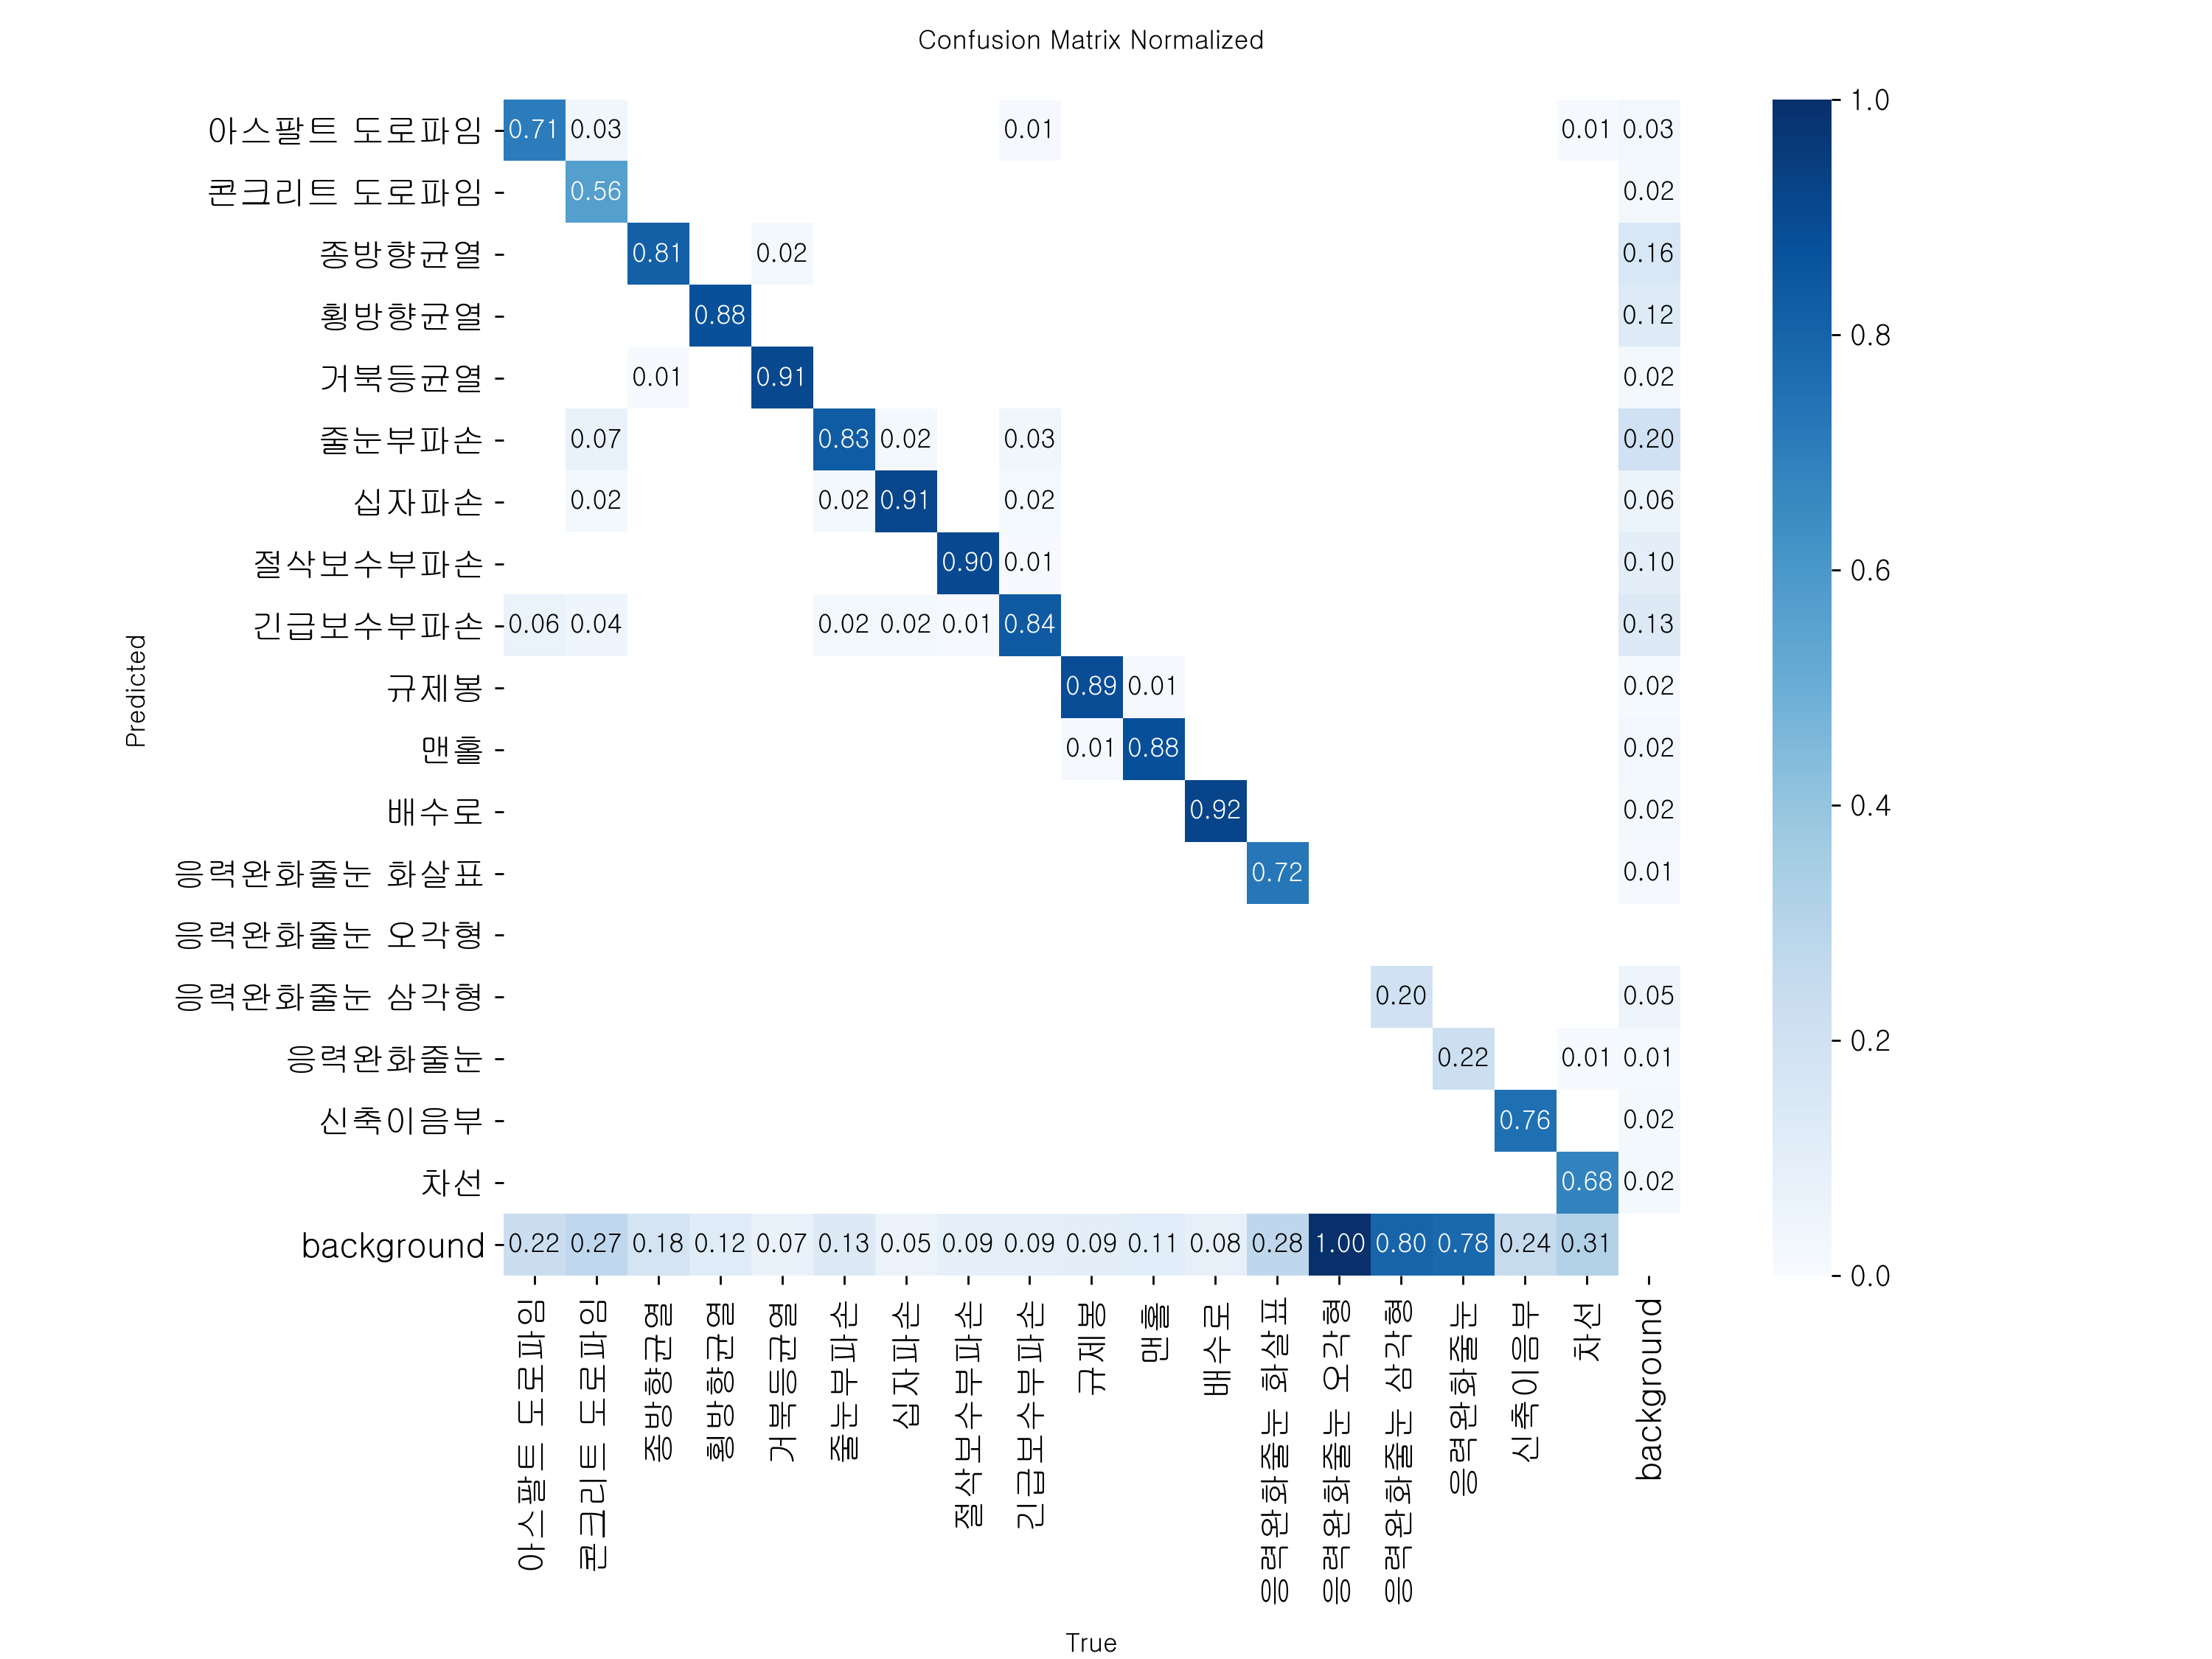 Confusion Matrix Normalized
아스팔트 도로파임 0.71 0.03 0.01 0.01 0.03
콘크리트 도로파임 0.56 0.02
종방향균열 0.81 0.02 0.16
횡방향균열 0.88 0.12
거북등균열 0.01 0.91 0.02
줄눈부파손 0.07 0.83 0.02 0.03 0.20
십자파손 0.02 0.02 0.91 0.02 0.06
절삭보수부파손 0.90 0.01 0.10
긴급보수부파손 0.06 0.04 0.02 0.02 0.01 0.84 0.13
규제봉 0.89 0.01 0.02
맨홀 0.01 0.88 0.02
배수로 0.92 0.02
응력완화줄눈 화살표 0.72 0.01
응력완화줄눈 오각형
응력완화줄눈 삼각형 0.20 0.05
응력완화줄눈 0.22 0.01 0.01
신축이음부 0.76 0.02
차선 0.68 0.02
background 0.22 0.27 0.18 0.12 0.07 0.13 0.05 0.09 0.09 0.09 0.11 0.08 0.28 1.00 0.80 0.78 0.24 0.31
Predicted
아스팔트 도로파임
콘크리트 도로파임
종방향균열
횡방향균열
거북등균열
줄눈부파손
십자파손
절삭보수부파손
긴급보수부파손
규제봉
맨홀
배수로
응력완화줄눈 화살표
응력완화줄눈 오각형
응력완화줄눈 삼각형
응력완화줄눈
신축이음부
차선
background
True
1.0
0.8
0.6
0.4
0.2
0.0